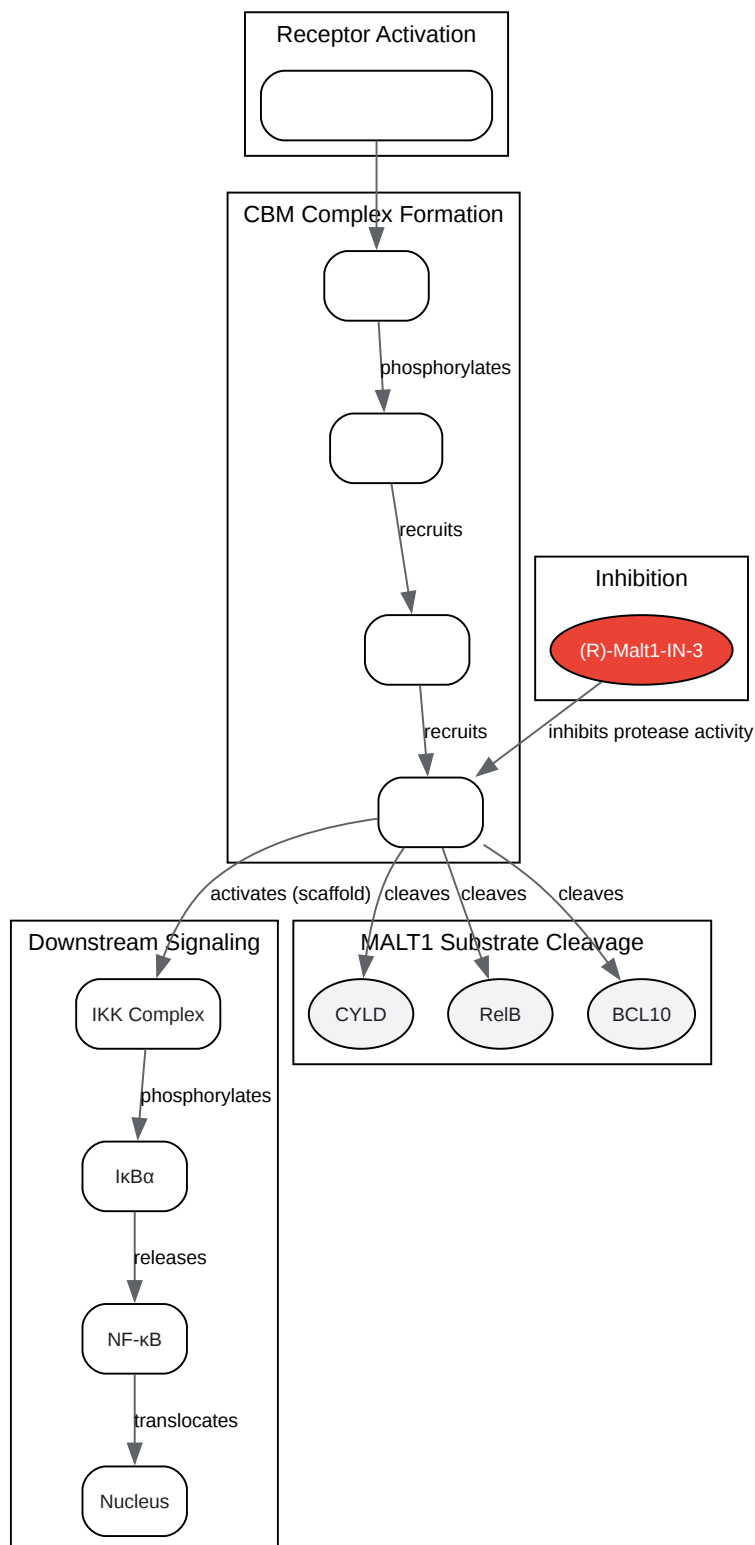 Receptor Activation
CBM Complex Formation
phosphorylates
recruits
Inhibition
(R)-Malt1-IN-3
recruits
inhibits protease activity
activates (scaffold)
cleaves
cleaves
cleaves
Downstream Signaling
MALT1 Substrate Cleavage
IKK Complex
CYLD
RelB
BCL10
phosphorylates
IκBα
releases
NF-κB
translocates
Nucleus